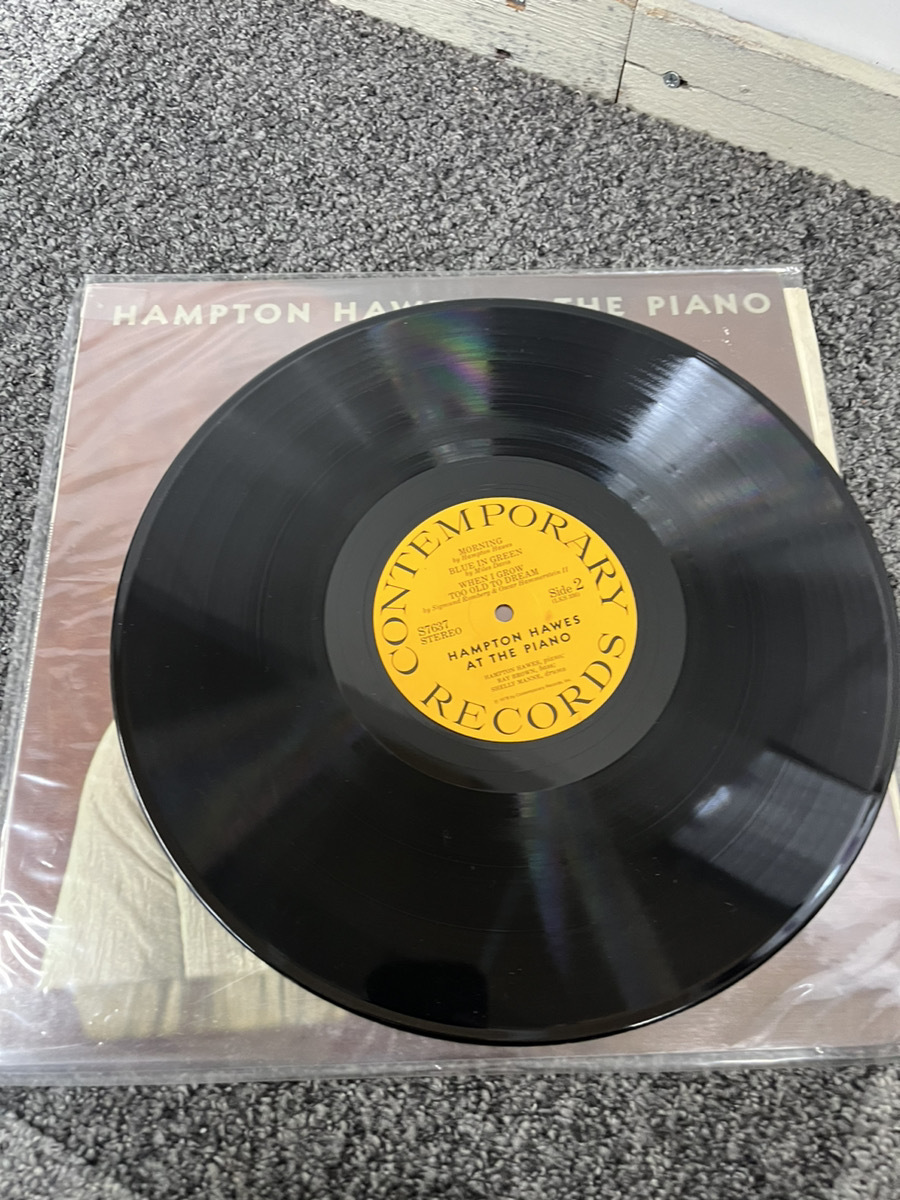 HAMPTON HAWE THE PIANO
CONTEMPORARY
MORNING
by Hampton Hawes
BLUE IN GREEN
by Miles Davis
WHEN I GROW
TOO OLD TO DREAM
by Sigmund Romberg & Oscar Hammerstein II
Side 2
S7637
STEREO
HAMPTON HAWES
AT THE PIANO
HAMPTON HAWES, piano;
RAY BROWN, bass;
SHELLY MANNE, drums
RECORDS